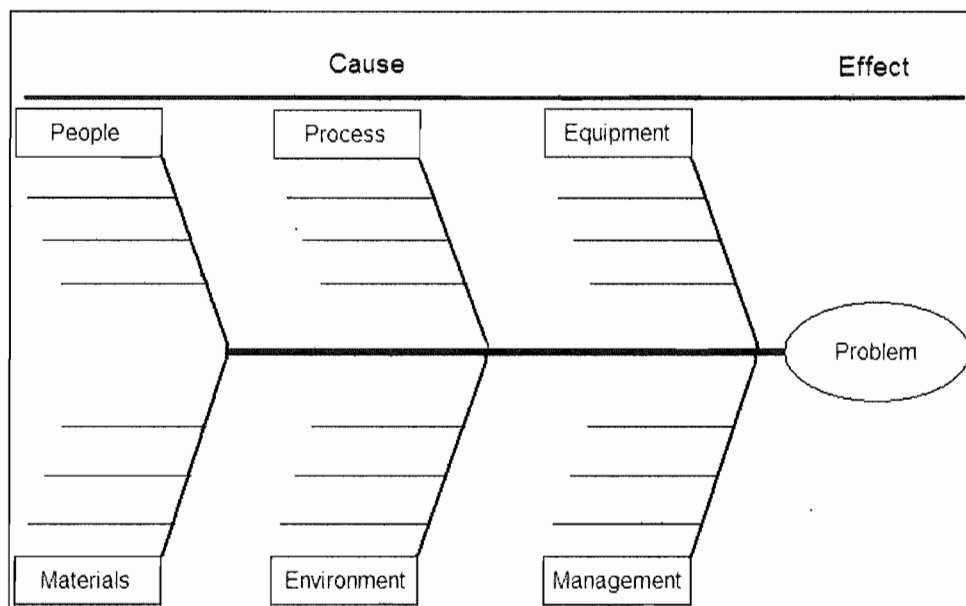 Cause
Effect
People
Process
Equipment
Problem
Materials
Environment
Management